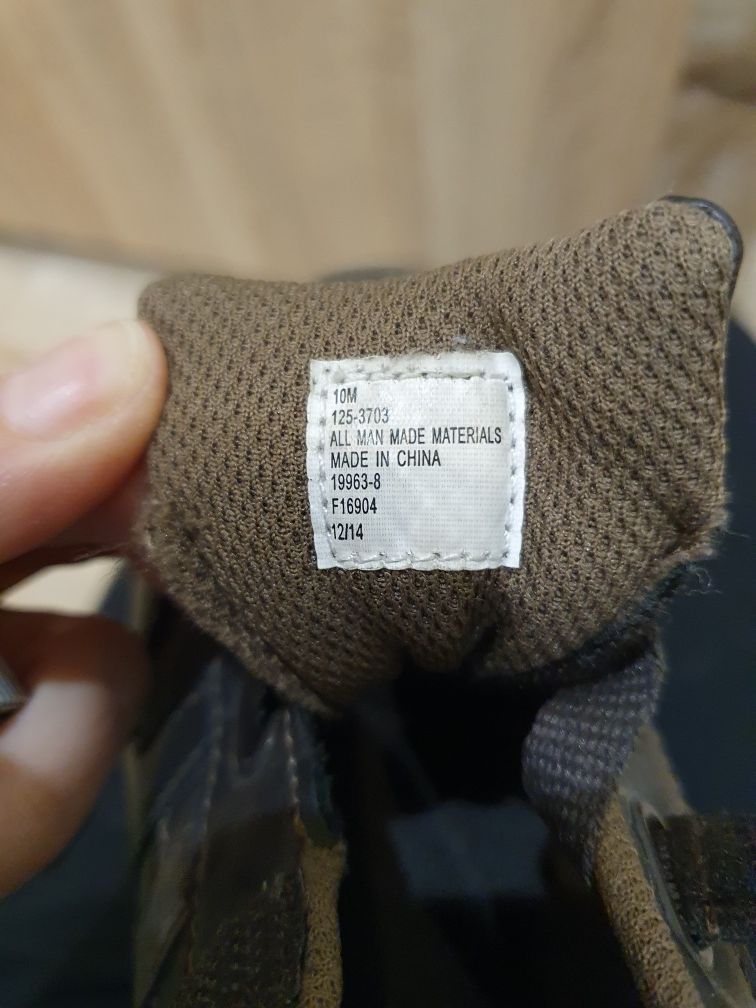 10M
125-3703
ALL MAN MADE MATERIALS
MADE IN CHINA
19963-8
F16904
12/14